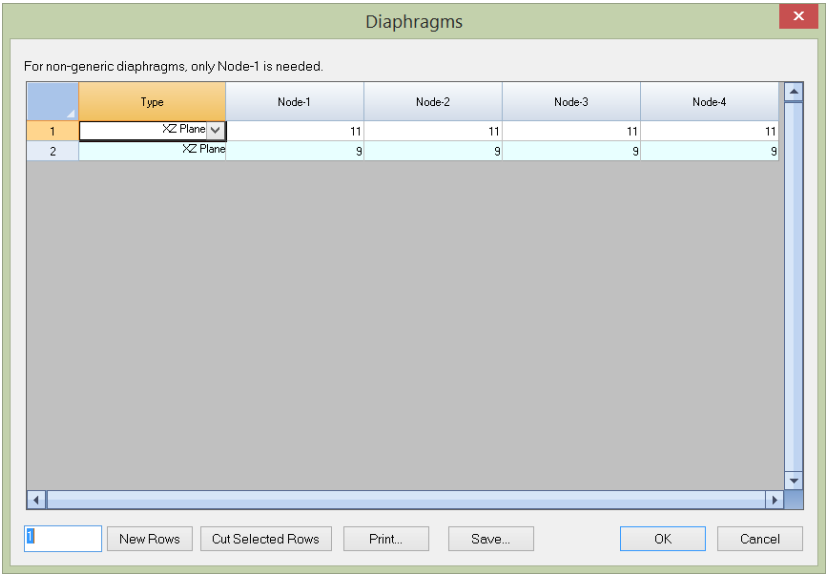 Diaphragms
For non-generic diaphragms, only Node-1 is needed.
Type Node-1 Node-2 Node-3 Node-4
1 XZ Plane 11 11 11 11
2 XZ Plane 9 9 9 9
1 New Rows Cut Selected Rows Print... Save... OK Cancel